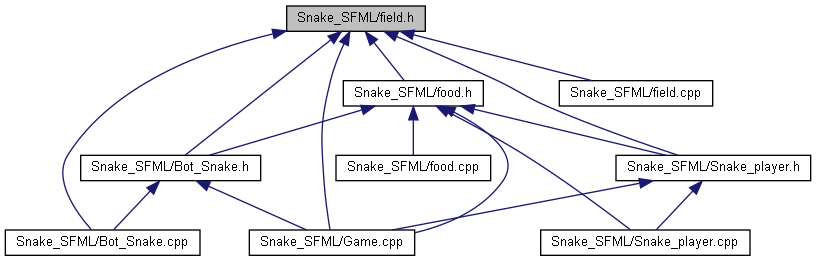 Snake_SFML/field.h
Snake_SFML/food.h
Snake_SFML/field.cpp
Snake_SFML/Bot_Snake.h
Snake_SFML/food.cpp
Snake_SFML/Snake_player.h
Snake_SFML/Bot_Snake.cpp
Snake_SFML/Game.cpp
Snake_SFML/Snake_player.cpp